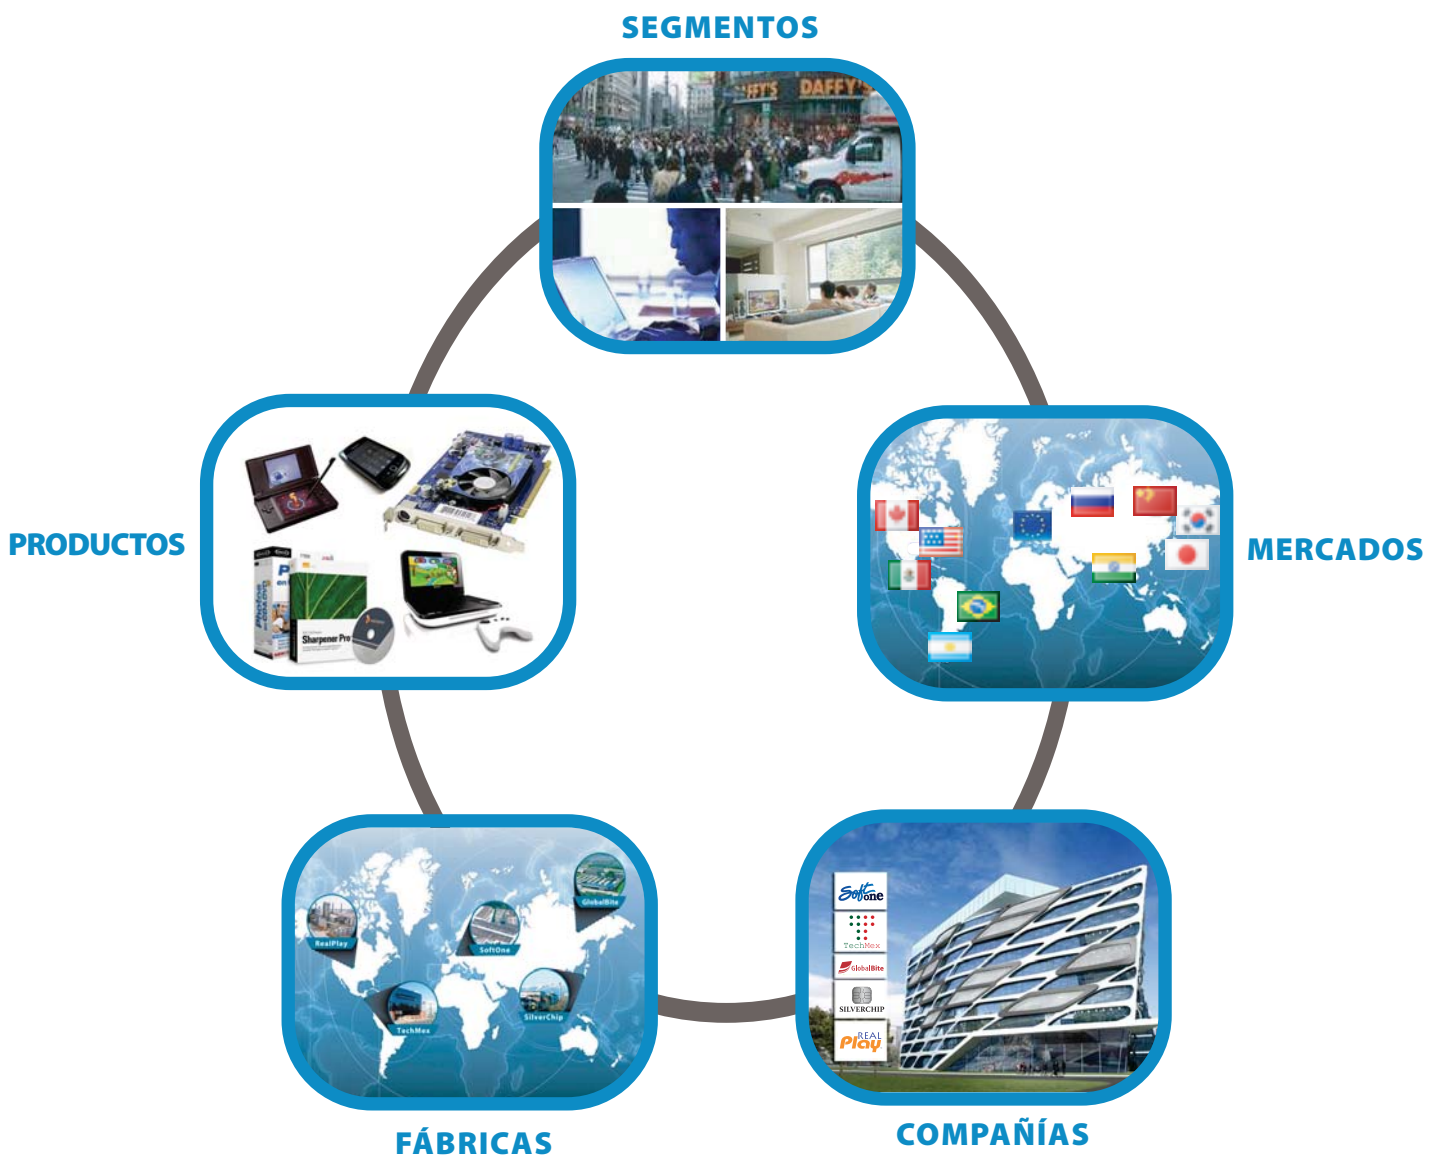 SEGMENTOS
DAFFY'S
PRODUCTOS
Sharpener Pro
MERCADOS
RealPlay
SoftOne
GlobalBite
TechMex
SilverChip
Soft one
TechMex
GlobalBite
SILVERCHIP
REAL
Play
FÁBRICAS
COMPAÑÍAS